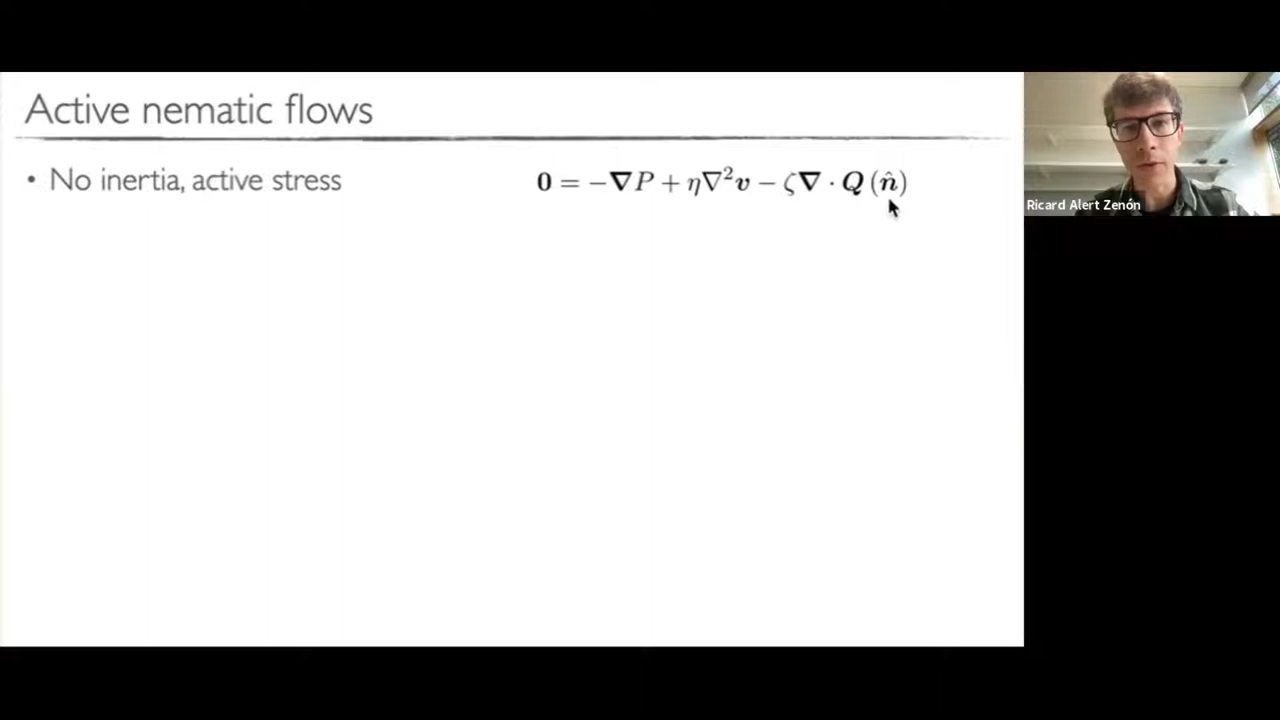 Active nematic flows
• No inertia, active stress
0 = −∇P + η∇²v − ζ∇ · Q (n̂)
Ricard Alert Zenón